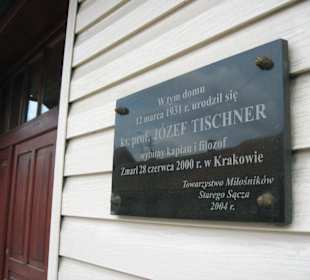 W tym domu
12 marca 1931 r. urodził się
ks. prof. JÓZEF TISCHNER
wybitny kapłan i filozof
Zmarł 28 czerwca 2000 r. w Krakowie
Towarzystwo Miłośników
Starego Sącza
2004 r.